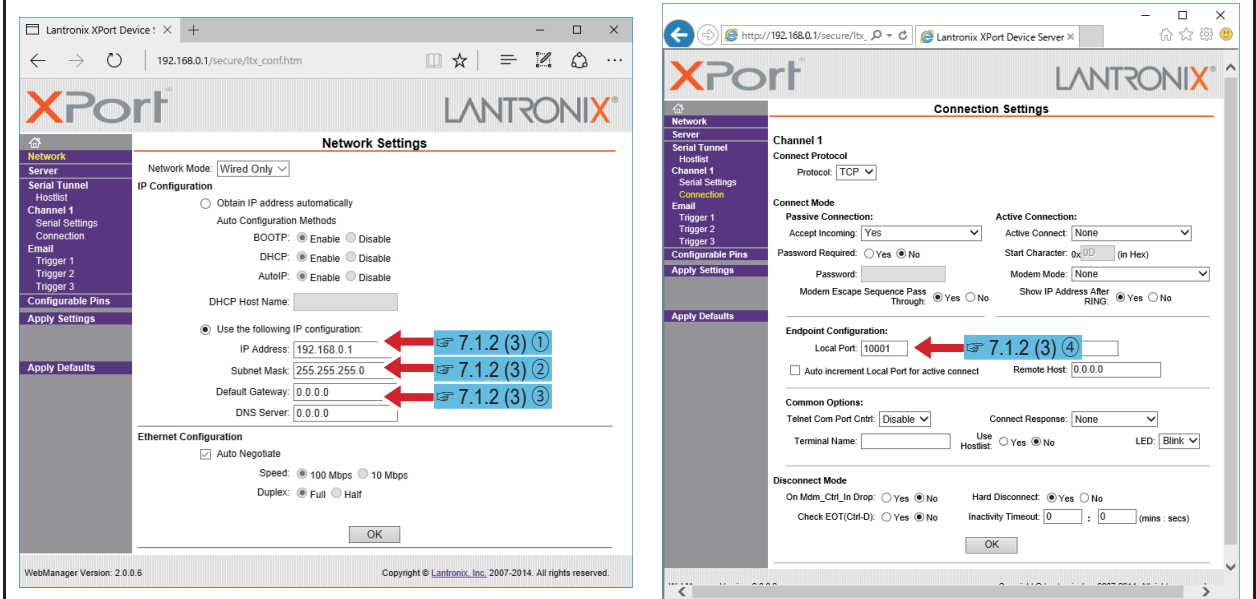 Lantronix XPort Device S
192.168.0.1/secure/ltx_conf.htm
XPort
LANTRONIX®
Network Settings
Network
Server
Serial Tunnel
Hostlist
Channel 1
Serial Settings
Connection
Email
Trigger 1
Trigger 2
Trigger 3
Configurable Pins
Apply Settings
Apply Defaults
Network Mode: Wired Only
IP Configuration
Obtain IP address automatically
Auto Configuration Methods
BOOTP: Enable Disable
DHCP: Enable Disable
AutoIP: Enable Disable
DHCP Host Name:
Use the following IP configuration:
IP Address: 192.168.0.1 ☞ 7.1.2 (3) ①
Subnet Mask: 255.255.255.0 ☞ 7.1.2 (3) ②
Default Gateway: 0.0.0.0 ☞ 7.1.2 (3) ③
DNS Server: 0.0.0.0
Ethernet Configuration
Auto Negotiate
Speed: 100 Mbps 10 Mbps
Duplex: Full Half
OK
WebManager Version: 2.0.0.6
Copyright © Lantronix, Inc. 2007-2014. All rights reserved.
http://192.168.0.1/secure/ltx_
Lantronix XPort Device Server
XPort
LANTRONIX®
Connection Settings
Network
Server
Serial Tunnel
Hostlist
Channel 1
Serial Settings
Connection
Email
Trigger 1
Trigger 2
Trigger 3
Configurable Pins
Apply Settings
Apply Defaults
Channel 1
Connect Protocol
Protocol: TCP
Connect Mode
Passive Connection: Active Connection:
Accept Incoming: Yes Active Connect: None
Password Required: Yes No Start Character: 0x 0D (in Hex)
Password: Modem Mode: None
Modem Escape Sequence Pass Through: Yes No Show IP Address After RING: Yes No
Endpoint Configuration:
Local Port: 10001 ☞ 7.1.2 (3) ④
Auto increment Local Port for active connect Remote Host: 0.0.0.0
Common Options:
Telnet Com Port Cntrl: Disable Connect Response: None
Terminal Name: Use Hostlist: Yes No LED: Blink
Disconnect Mode
On Mdm_Ctrl_In Drop: Yes No Hard Disconnect: Yes No
Check EOT(Ctrl-D): Yes No Inactivity Timeout: 0 : 0 (mins : secs)
OK